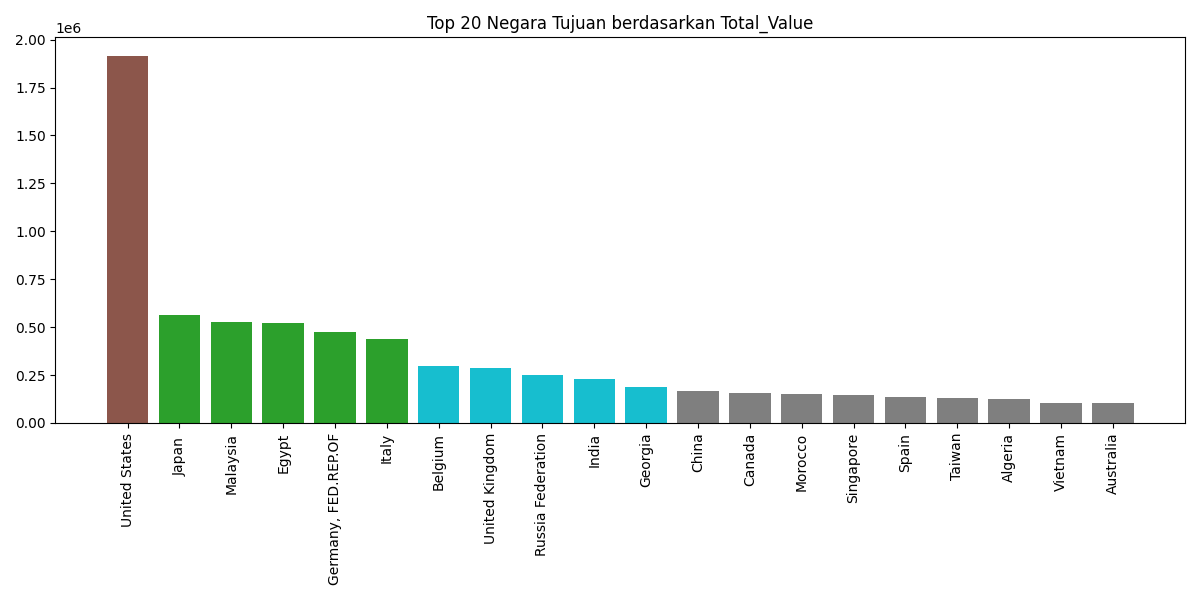 Top 20 Negara Tujuan berdasarkan Total_Value
1e6
2.00
1.75
1.50
1.25
1.00
0.75
0.50
0.25
0.00
United States
Japan
Malaysia
Egypt
Germany, FED.REP.OF
Italy
Belgium
United Kingdom
Russia Federation
India
Georgia
China
Canada
Morocco
Singapore
Spain
Taiwan
Algeria
Vietnam
Australia